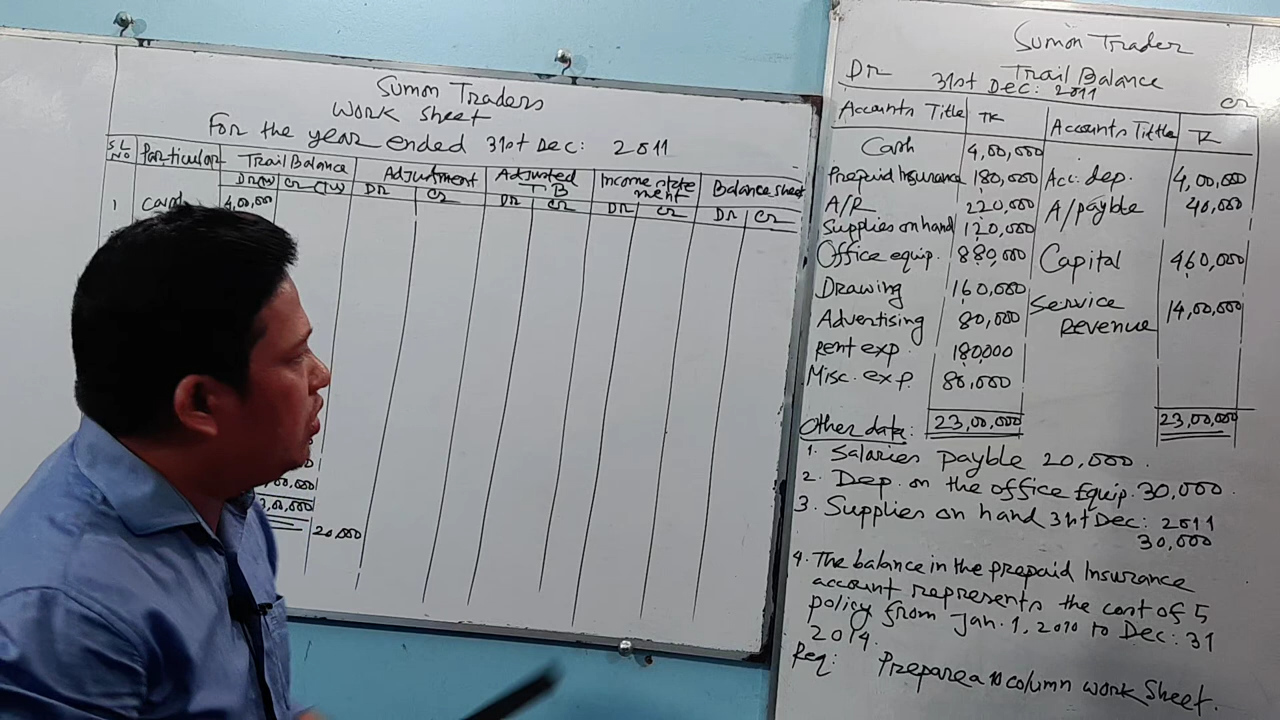 Sumon Traders
Work Sheet
For the year ended 31st Dec: 2011
S.L NO Particular Trail Balance Adjustment Adjusted T.B Income statement Balance sheet
DR(TK) CR(TK) DR CR DR CR DR CR DR CR
1 4,00,000
20,000
Sumon Trader
Trail Balance
DR 31st Dec: 2011 CR
Accounts Title TK Accounts Tittle TK
Cash 4,00,000
Prepaid Insurance 180,000 Acc. dep. 4,00,000
A/R 220,000 A/payble 40,000
Supplies on hand 120,000
Office equip. 880,000 Capital 460,000
Drawing 160,000 Service
Advertising 80,000 Revenue 14,00,000
Rent exp. 180,000
Misc. exp. 80,000
23,00,000 23,00,000
Other data:
1. Salaries payble 20,000.
2. Dep. on the office Equip. 30,000.
3. Supplies on hand 31st Dec: 2011
30,000
4. The balance in the prepaid Insurance
account represents the cost of 5
policy from Jan. 1, 2010 to Dec: 31
2014.
Req: Prepare a 10 column work Sheet.